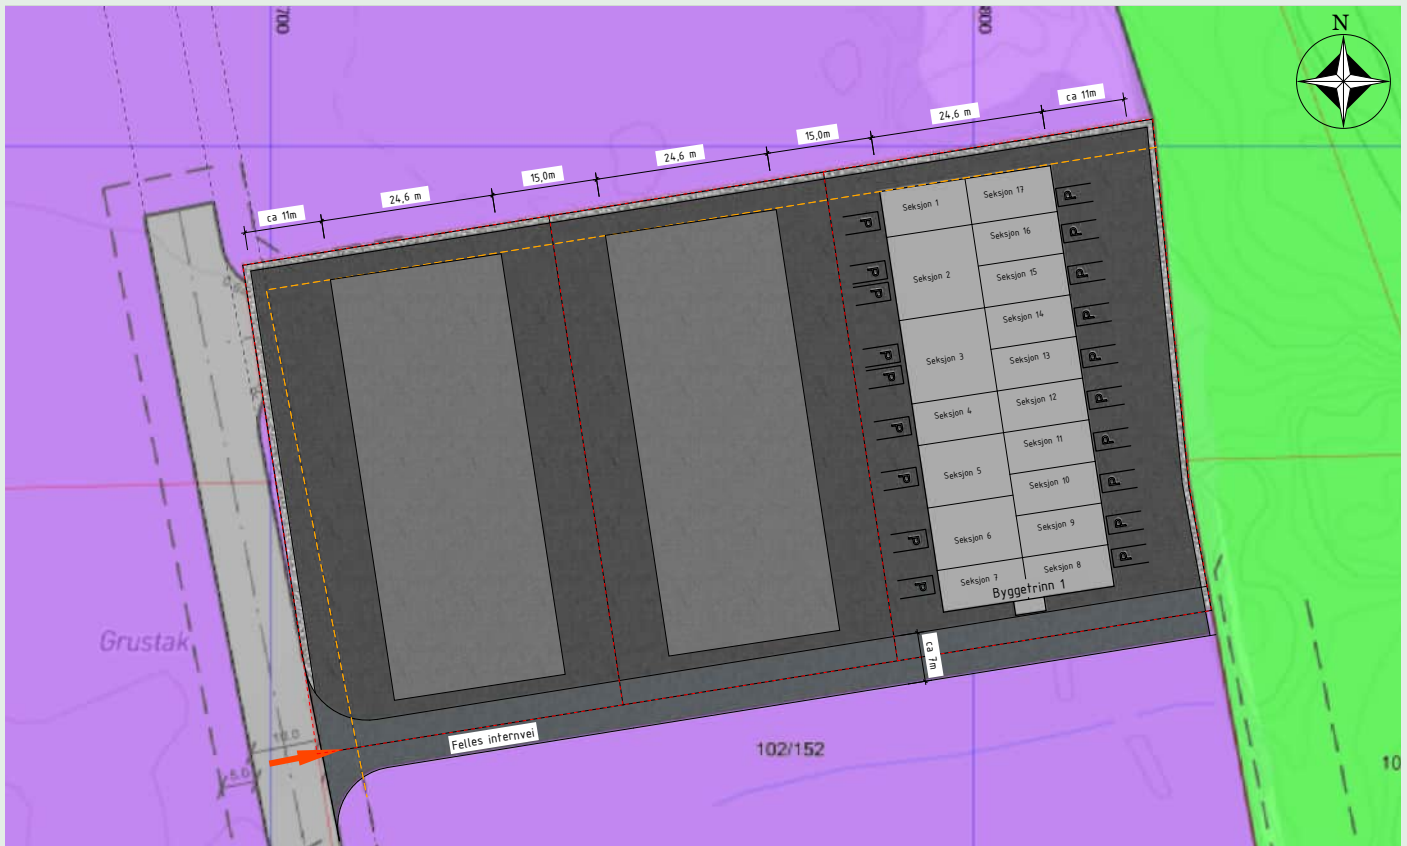 700
800
N
ca 11m
24,6 m
15,0m
24,6 m
15,0m
24,6 m
ca 11m
Seksjon 1
Seksjon 17
P
P
Seksjon 16
P
Seksjon 2
P
Seksjon 15
P
P
Seksjon 14
P
Seksjon 3
P
Seksjon 13
P
P
Seksjon 4
Seksjon 12
P
P
Seksjon 5
Seksjon 11
P
P
Seksjon 10
P
Seksjon 6
Seksjon 9
P
P
Seksjon 7
Seksjon 8
P
P
Byggetrinn 1
ca 7m
Grustak
10.0
5.0
Felles internvei
102/152
10